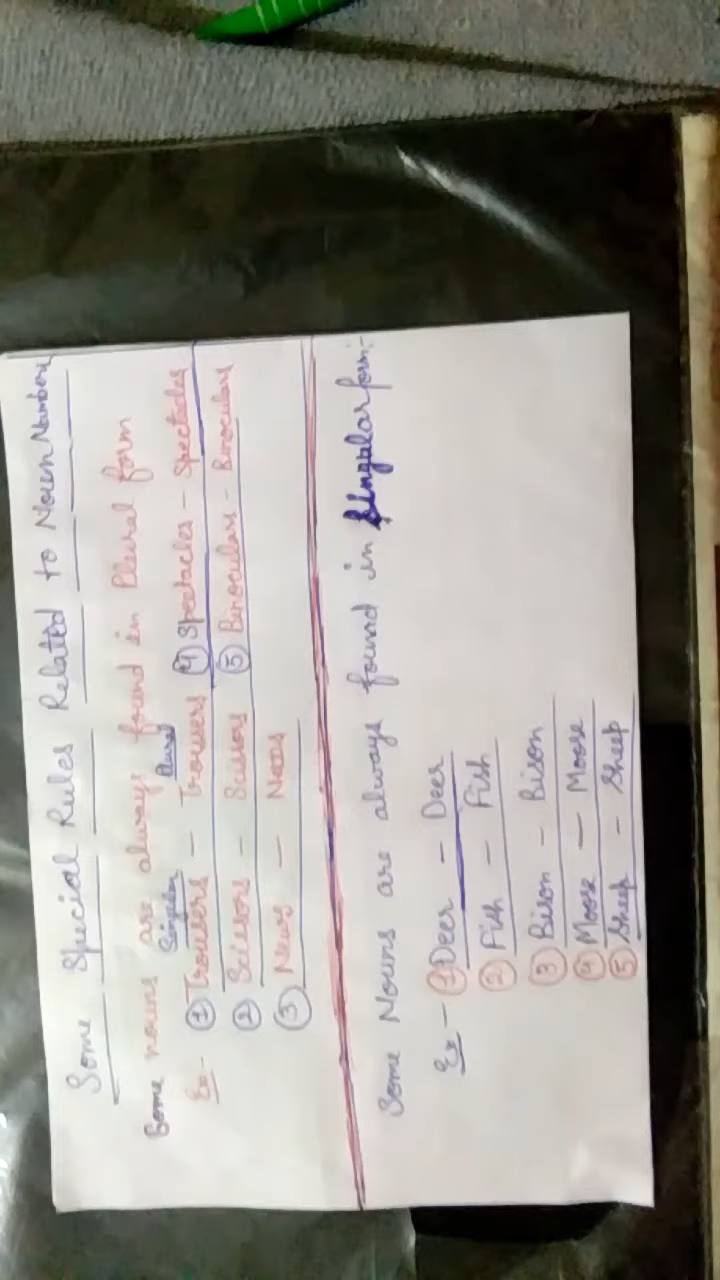 Some Special Rules Related to Noun Numbers
Some nouns are always found in Plural form
Singular Plural
Ex- ① Trousers - Trousers ④ Spectacles - Spectacles
② Scissors - Scissors ⑤ Binoculars - Binoculars
③ News - News
Some Nouns are always found in Singular form:-
Ex - ① Deer - Deer
② Fish - Fish
③ Bison - Bison
④ Moose - Moose
⑤ Sheep - Sheep